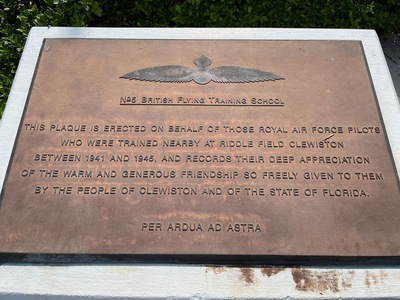 No5 British Flying Training School
THIS PLAQUE IS ERECTED ON BEHALF OF THOSE ROYAL AIR FORCE PILOTS
WHO WERE TRAINED NEARBY AT RIDDLE FIELD CLEWISTON
BETWEEN 1941 AND 1945, AND RECORDS THEIR DEEP APPRECIATION
OF THE WARM AND GENEROUS FRIENDSHIP SO FREELY GIVEN TO THEM
BY THE PEOPLE OF CLEWISTON AND OF THE STATE OF FLORIDA.
PER ARDUA AD ASTRA